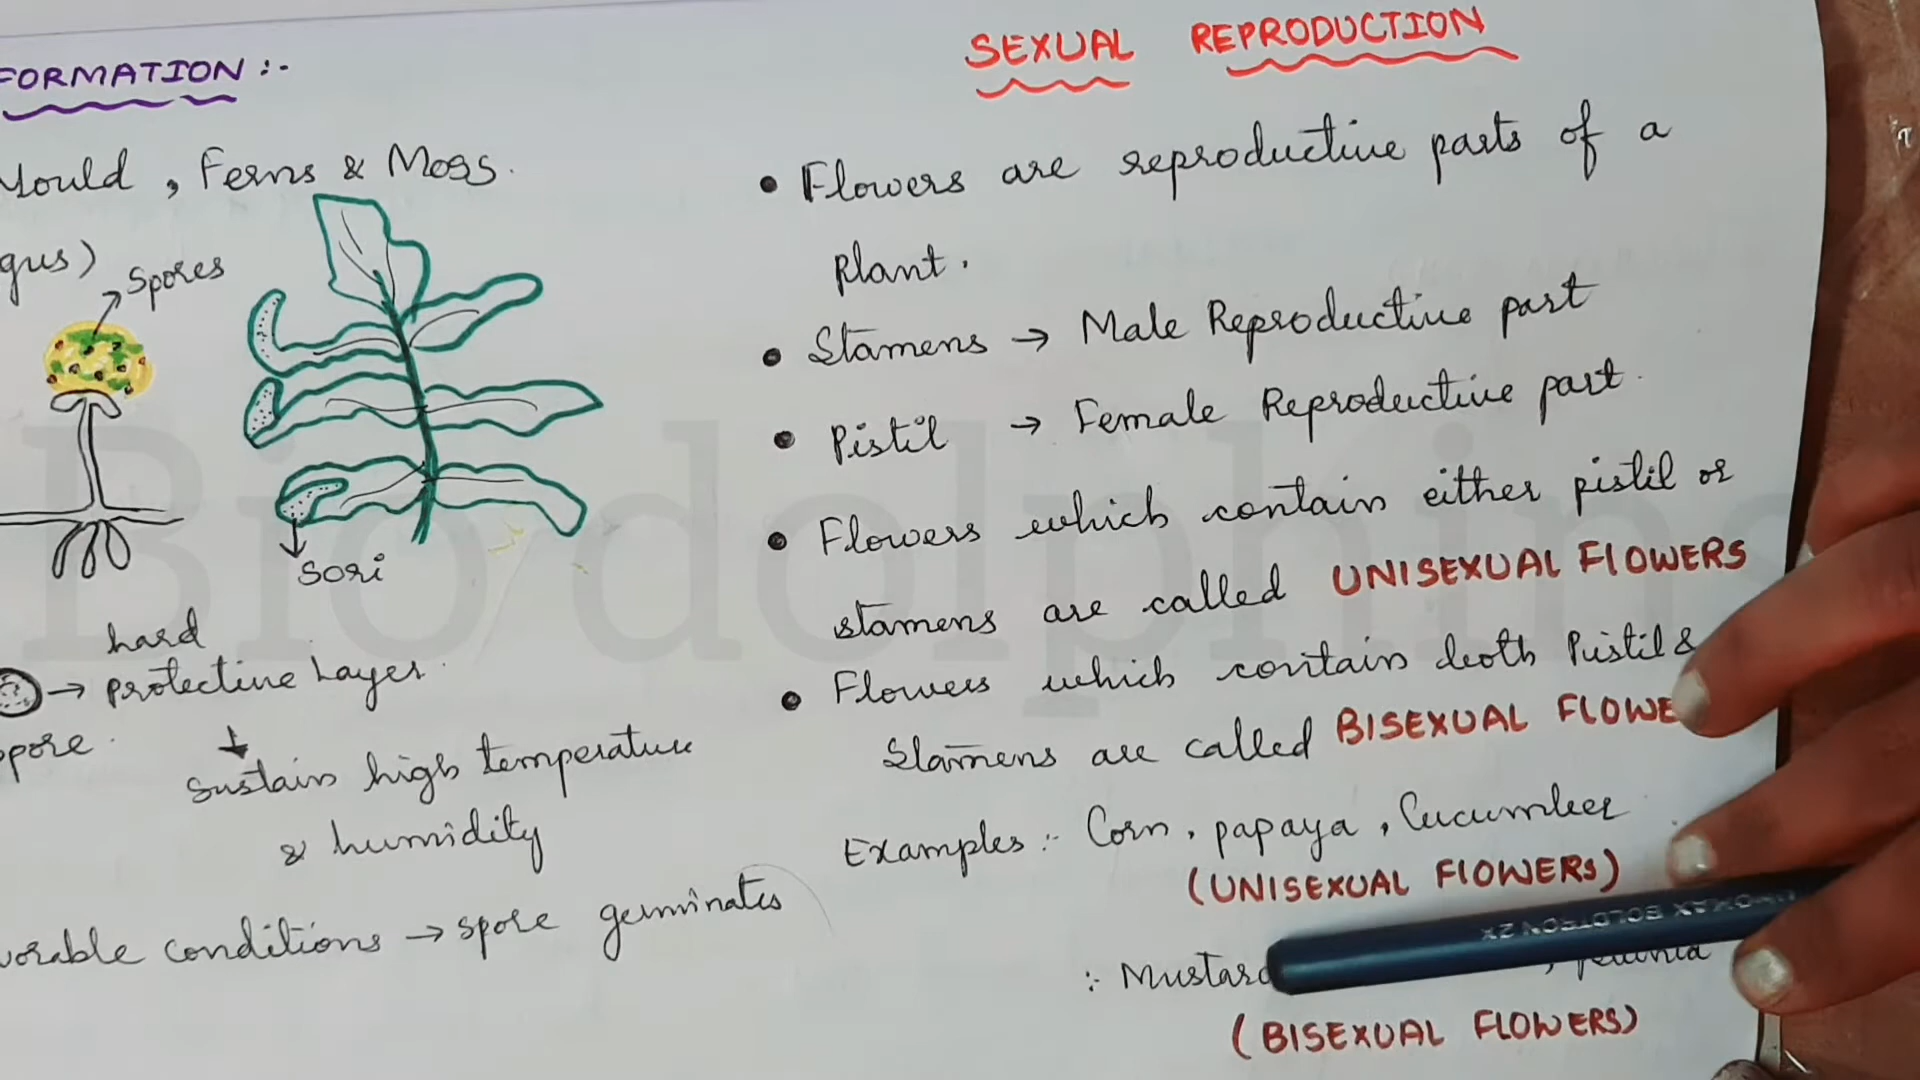 FORMATION :-
Mould , Ferns & Moss.
gus)
Spores
Sori
hard
→ protective Layer.
spore.
Sustain high temperature
& humidity
vorable conditions → spore germinates
SEXUAL REPRODUCTION
• Flowers are reproductive parts of a
plant.
• Stamens → Male Reproductive part
• Pistil → Female Reproductive part.
• Flowers which contain either pistil or
stamens are called UNISEXUAL FLOWERS
• Flowers which contain both Pistil &
Stamens are called BISEXUAL FLOWE
Examples :- Corn, papaya, Cucumber
(UNISEXUAL FLOWERS)
: Mustard
(BISEXUAL FLOWERS)
Bio dolphins